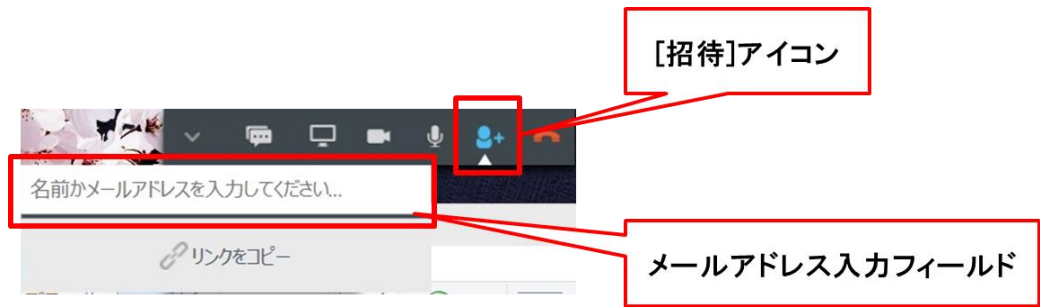 [招待]アイコン
名前かメールアドレスを入力してください...
リンクをコピー
メールアドレス入力フィールド